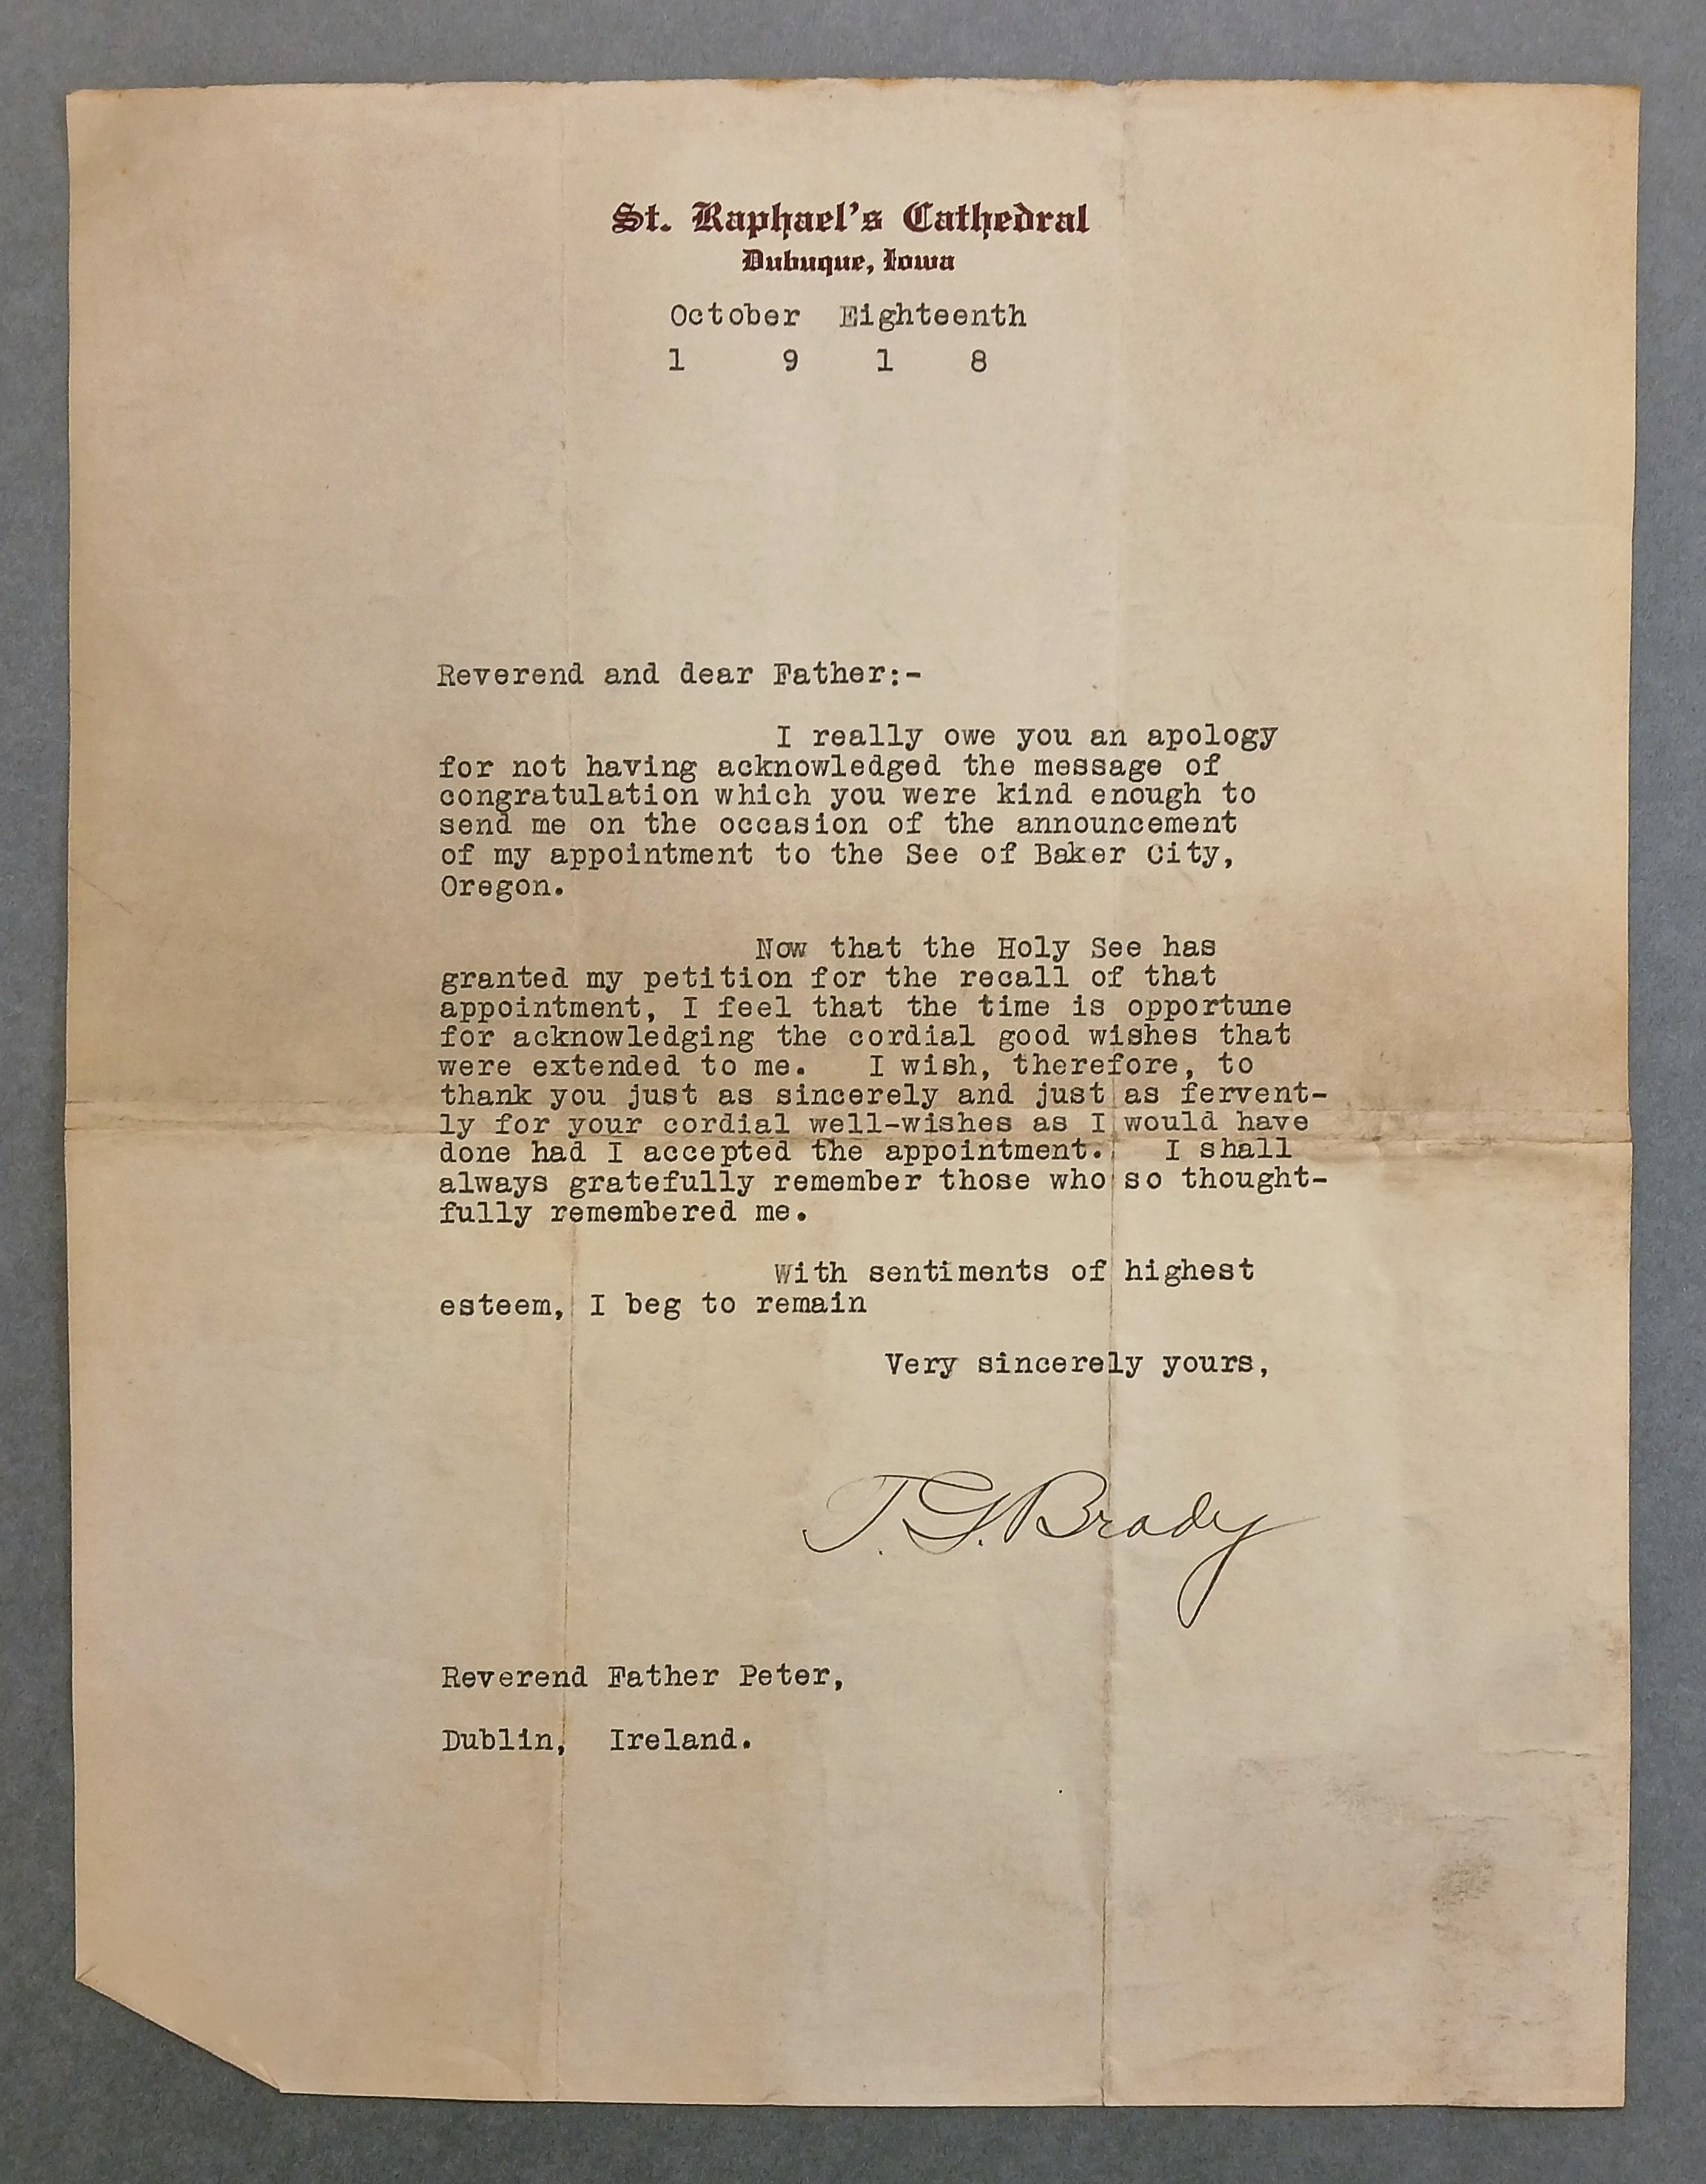 St. Raphael's Cathedral
Dubuque, Iowa
October Eighteenth
1 9 1 8
Reverend and dear Father:-
I really owe you an apology
for not having acknowledged the message of
congratulation which you were kind enough to
send me on the occasion of the announcement
of my appointment to the See of Baker City,
Oregon.
Now that the Holy See has
granted my petition for the recall of that
appointment, I feel that the time is opportune
for acknowledging the cordial good wishes that
were extended to me. I wish, therefore, to
thank you just as sincerely and just as fervent-
ly for your cordial well-wishes as I would have
done had I accepted the appointment. I shall
always gratefully remember those who so thought-
fully remembered me.
With sentiments of highest
esteem, I beg to remain
Very sincerely yours,
T. G. Brady
Reverend Father Peter,
Dublin, Ireland.